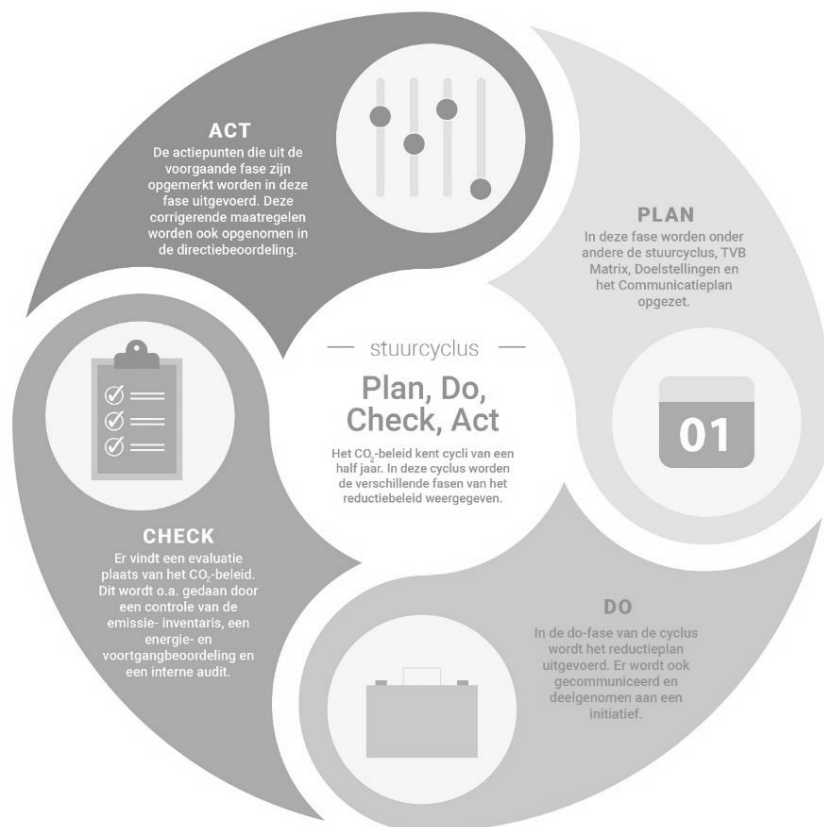 ACT
De actiepunten die uit de
voorgaande fase zijn
opgemerkt worden in deze
fase uitgevoerd. Deze
corrigerende maatregelen
worden ook opgenomen in
de directiebeoordeling.
PLAN
In deze fase worden onder
andere de stuurcyclus, TVB
Matrix, Doelstellingen en
het Communicatieplan
opgezet.
01
stuurcyclus
Plan, Do,
Check, Act
Het CO₂-beleid kent cycli van een
half jaar. In deze cyclus worden
de verschillende fasen van het
reductiebeleid weergegeven.
CHECK
Er vindt een evaluatie
plaats van het CO₂-beleid.
Dit wordt o.a. gedaan door
een controle van de
emissie- inventaris, een
energie- en
voortgangbeoordeling en
een interne audit.
DO
In de do-fase van de cyclus
wordt het reductieplan
uitgevoerd. Er wordt ook
gecommuniceerd en
deelgenomen aan een
initiatief.